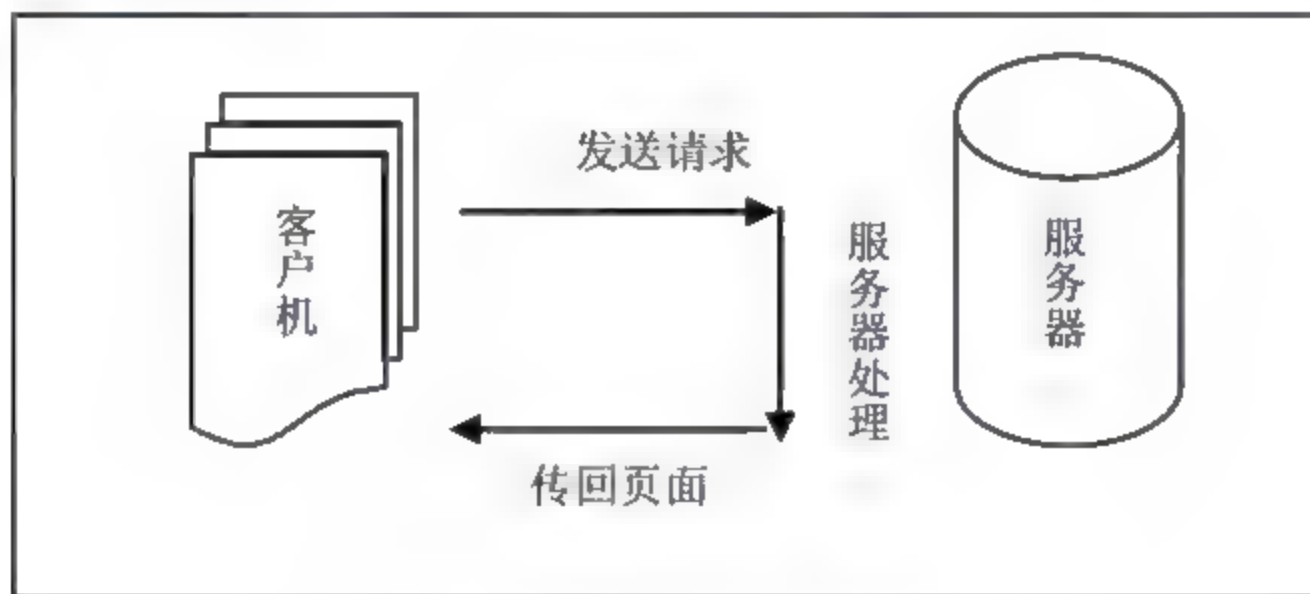 发送请求
客户机
服务器处理
服务器
传回页面